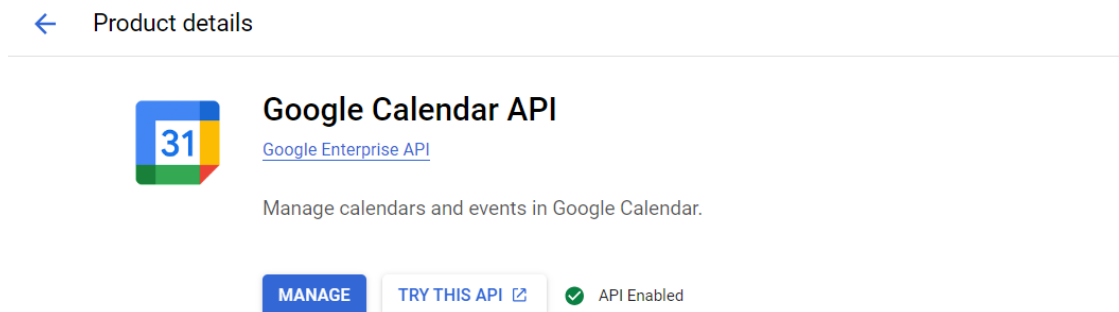 Product details
31
Google Calendar API
Google Enterprise API
Manage calendars and events in Google Calendar.
MANAGE TRY THIS API API Enabled